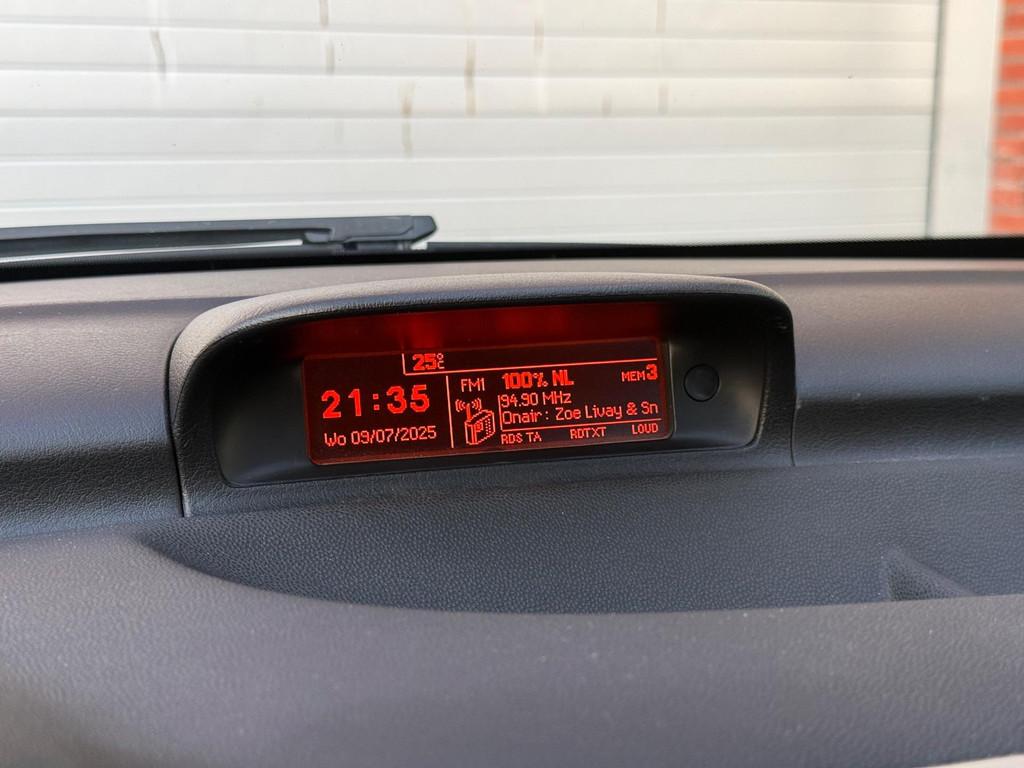 25°C
21:35
Wo 09/07/2025
FM1 100% NL MEM3
94.90 MHz
Onair : Zoe Livay & Sn
RDS TA RDTXT LOUD